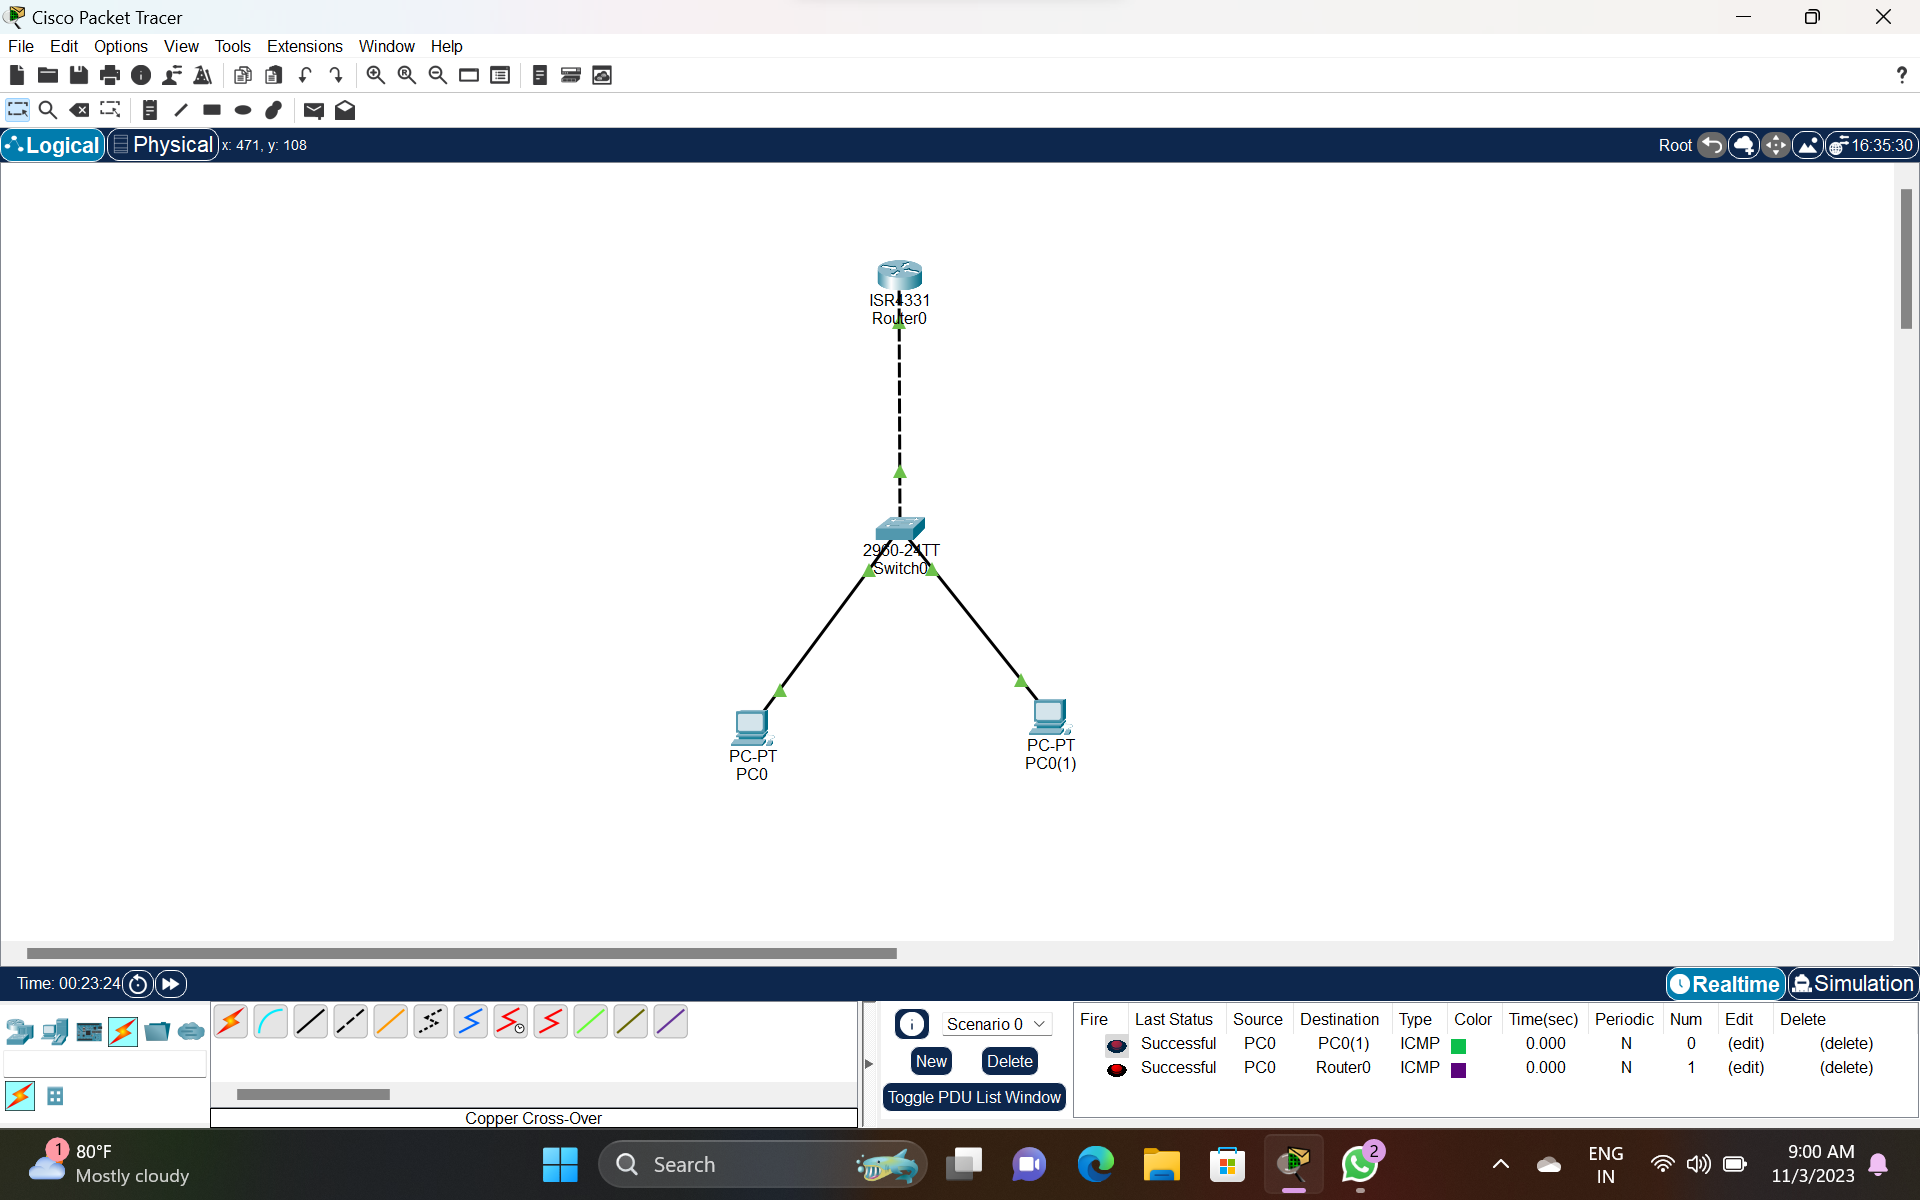 Cisco Packet Tracer
File Edit Options View Tools Extensions Window Help
?
Logical Physical x: 471, y: 108 Root 16:35:30
ISR4331
Router0
2960-24TT
Switch0
PC-PT
PC0
PC-PT
PC0(1)
Time: 00:23:24 Realtime Simulation
Scenario 0
New Delete
Toggle PDU List Window
Fire Last Status Source Destination Type Color Time(sec) Periodic Num Edit Delete
Successful PC0 PC0(1) ICMP 0.000 N 0 (edit) (delete)
Successful PC0 Router0 ICMP 0.000 N 1 (edit) (delete)
Copper Cross-Over
1 80°F
Mostly cloudy
Search
2
ENG
IN
9:00 AM
11/3/2023